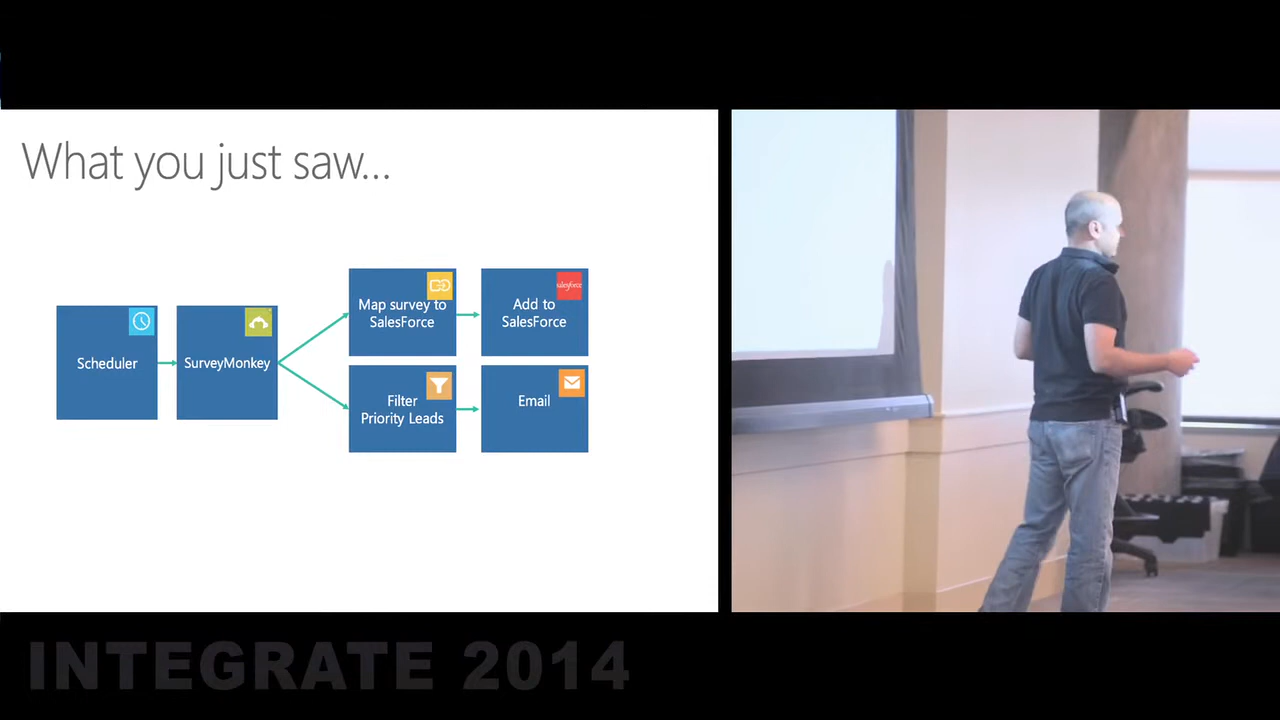 What you just saw...
Scheduler
SurveyMonkey
Map survey to
SalesForce
salesforce
Add to
SalesForce
Filter
Priority Leads
Email
INTEGRATE 2014